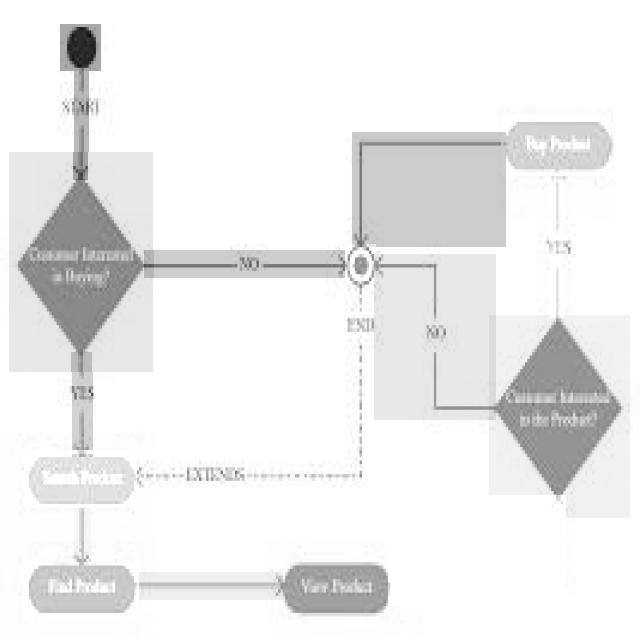 START
Buy Product
Customer Interested
in Buying?
NO
YES
END
NO
YES
Customer Interested
in the Product?
Search Product
EXTENDS
Find Product
View Product